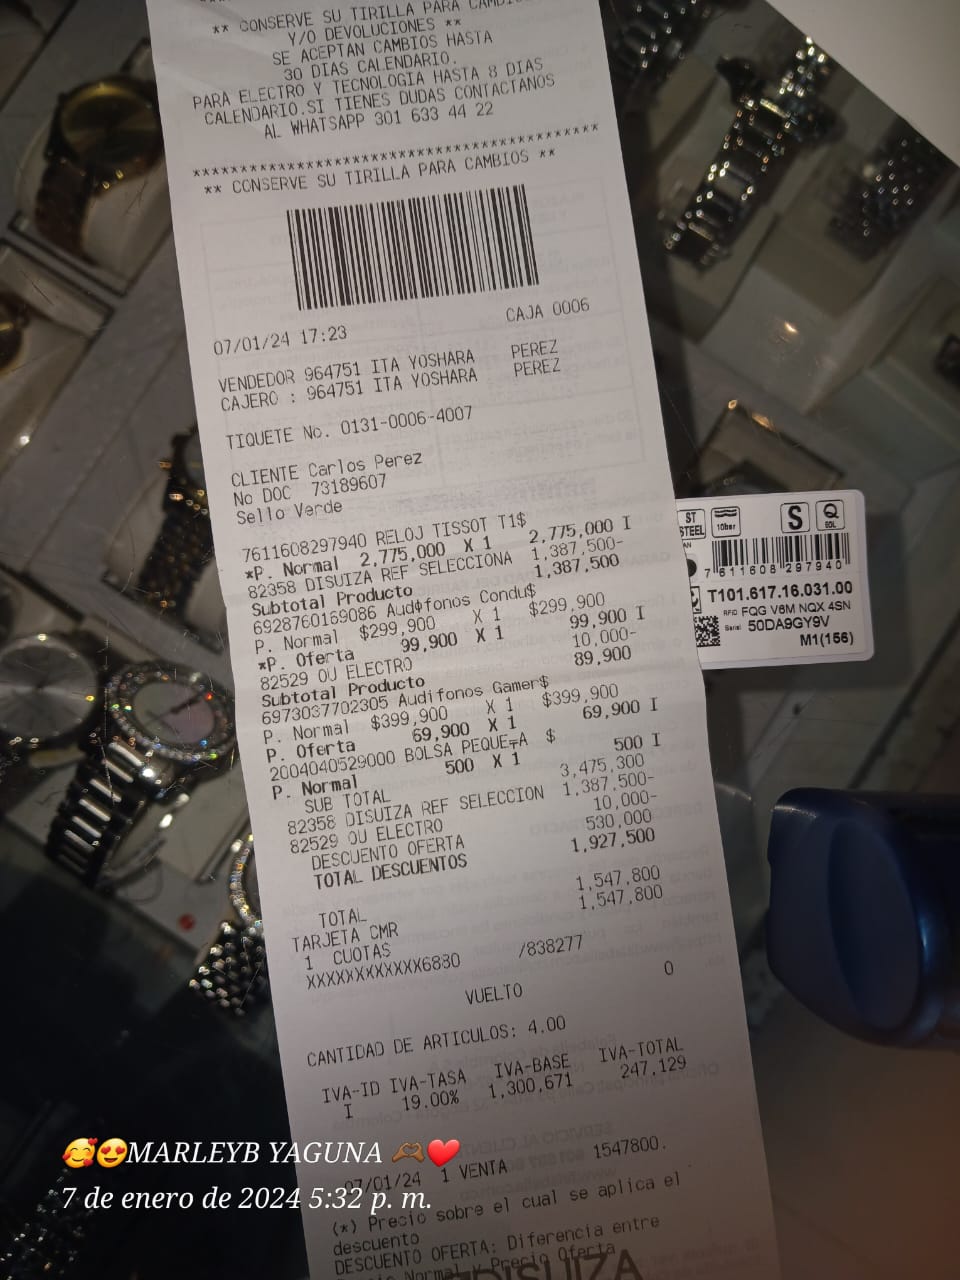 ** CONSERVE SU TIRILLA PARA
Y/O DEVOLUCIONES **
SE ACEPTAN CAMBIOS HASTA
30 DIAS CALENDARIO.
PARA ELECTRO Y TECNOLOGIA HASTA 8 DIAS
CALENDARIO.SI TIENES DUDAS CONTACTANOS
AL WHATSAPP 301 633 44 22
** CONSERVE SU TIRILLA PARA CAMBIOS **
07/01/24 17:23 CAJA 0006
VENDEDOR 964751 ITA YOSHARA PEREZ
CAJERO : 964751 ITA YOSHARA PEREZ
TIQUETE No. 0131-0006-4007
CLIENTE Carlos Perez
No DOC 73189607
Sello Verde
7611608297940 RELOJ TISSOT T1$
*P. Normal 2,775,000 X 1 2,775,000 I
82358 DISUIZA REF SELECCIONA 1,387,500-
Subtotal Producto 1,387,500
6928760169086 Audífonos Condu$
P. Normal $299,900 X 1 $299,900
*P. Oferta 99,900 X 1 99,900 I
82529 OU ELECTRO 10,000-
Subtotal Producto 89,900
6973037702305 Audifonos Gamer$
P. Normal $399,900 X 1 $399,900
P. Oferta 69,900 X 1 69,900 I
2004040529000 BOLSA PEQUEÑA $
P. Normal 500 X 1 500 I
SUB TOTAL 3,475,300
82358 DISUIZA REF SELECCION 1,387,500-
82529 OU ELECTRO 10,000-
DESCUENTO OFERTA 530,000
TOTAL DESCUENTOS 1,927,500
TOTAL 1,547,800
TARJETA CMR 1,547,800
1 CUOTAS
XXXXXXXXXXXX6830 /838277
VUELTO 0
CANTIDAD DE ARTICULOS: 4.00
IVA-ID IVA-TASA IVA-BASE IVA-TOTAL
I 19.00% 1,300,671 247,129
07/01/24 1 VENTA 1547800.
(*) Precio sobre el cual se aplica el
descuento
DESCUENTO OFERTA: Diferencia entre
Normal y Precio Oferta
DISUIZA
ST
STEEL
10bar
S
Q
EOL
7 611608 297940
T101.617.16.031.00
RFID FQG V6M NQX 4SN
Serial 50DA9GY9V
M1(156)
🥰😍MARLEYB YAGUNA 🫶🏾❤️
7 de enero de 2024 5:32 p. m.